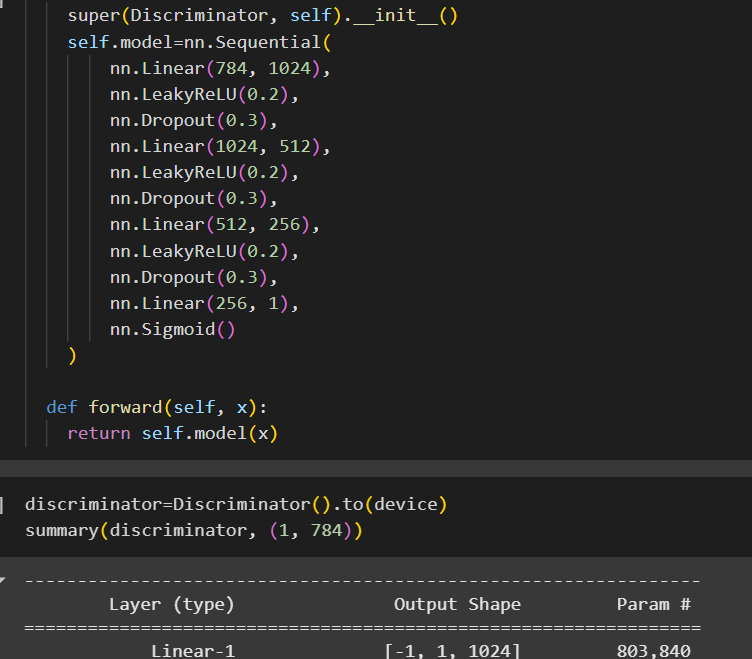 super(Discriminator, self).__init__()
self.model=nn.Sequential(
nn.Linear(784, 1024),
nn.LeakyReLU(0.2),
nn.Dropout(0.3),
nn.Linear(1024, 512),
nn.LeakyReLU(0.2),
nn.Dropout(0.3),
nn.Linear(512, 256),
nn.LeakyReLU(0.2),
nn.Dropout(0.3),
nn.Linear(256, 1),
nn.Sigmoid()
)
def forward(self, x):
return self.model(x)
] discriminator=Discriminator().to(device)
summary(discriminator, (1, 784))
----------------------------------------------------------------
Layer (type) Output Shape Param #
================================================================
Linear-1 [-1, 1, 1024] 803,840